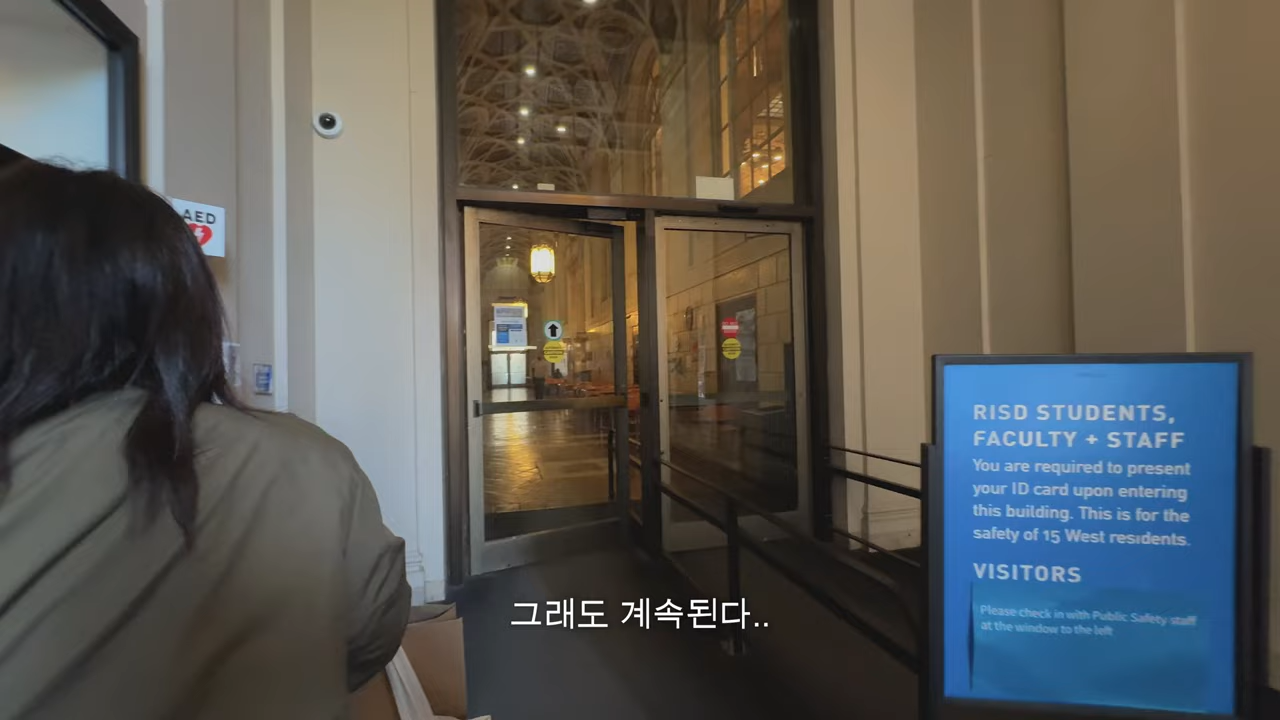 AED
RISD STUDENTS,
FACULTY + STAFF
You are required to present
your ID card upon entering
this building. This is for the
safety of 15 West residents.
VISITORS
Please check in with Public Safety staff
at the window to the left
그래도 계속된다..